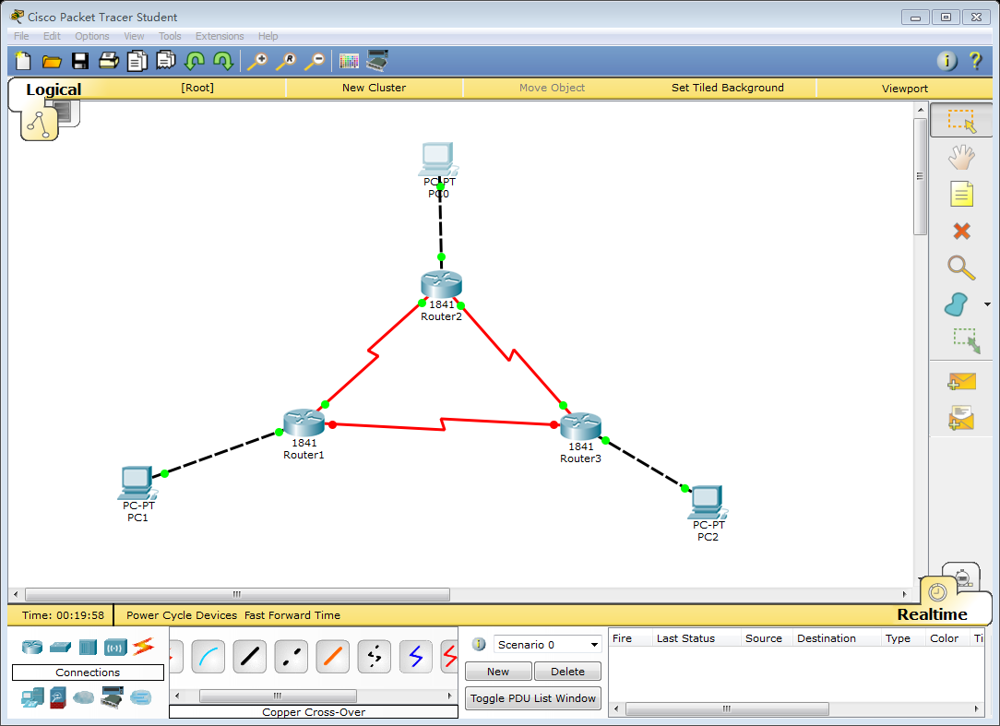 Cisco Packet Tracer Student
File Edit Options View Tools Extensions Help
R
i ?
Logical [Root] New Cluster Move Object Set Tiled Background Viewport
PC-PT
PC0
1841
Router2
1841
Router1
1841
Router3
PC-PT
PC1
PC-PT
PC2
Time: 00:19:58 Power Cycle Devices Fast Forward Time
Realtime
Connections
Copper Cross-Over
i Scenario 0
New Delete
Toggle PDU List Window
Fire Last Status Source Destination Type Color Ti